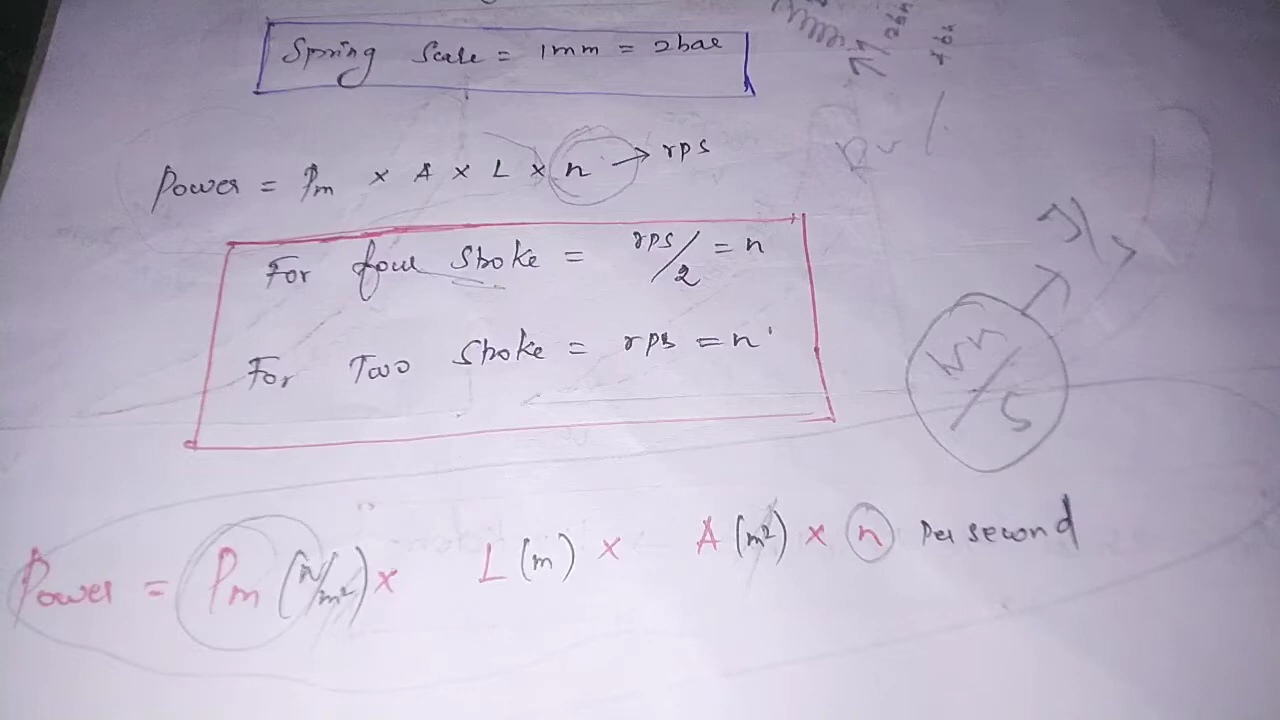 Spring Scale = 1mm = 2bar
Power = Pm × A × L × n → rps
For four Stroke = rps/2 = n
For Two Stroke = rps = n'
Power = Pm (N/m²) × L (m) × A (m²) × n Per second